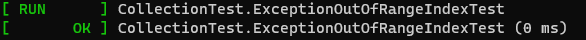 [ RUN      ] CollectionTest.ExceptionOutOfRangeIndexTest
[       OK ] CollectionTest.ExceptionOutOfRangeIndexTest (0 ms)